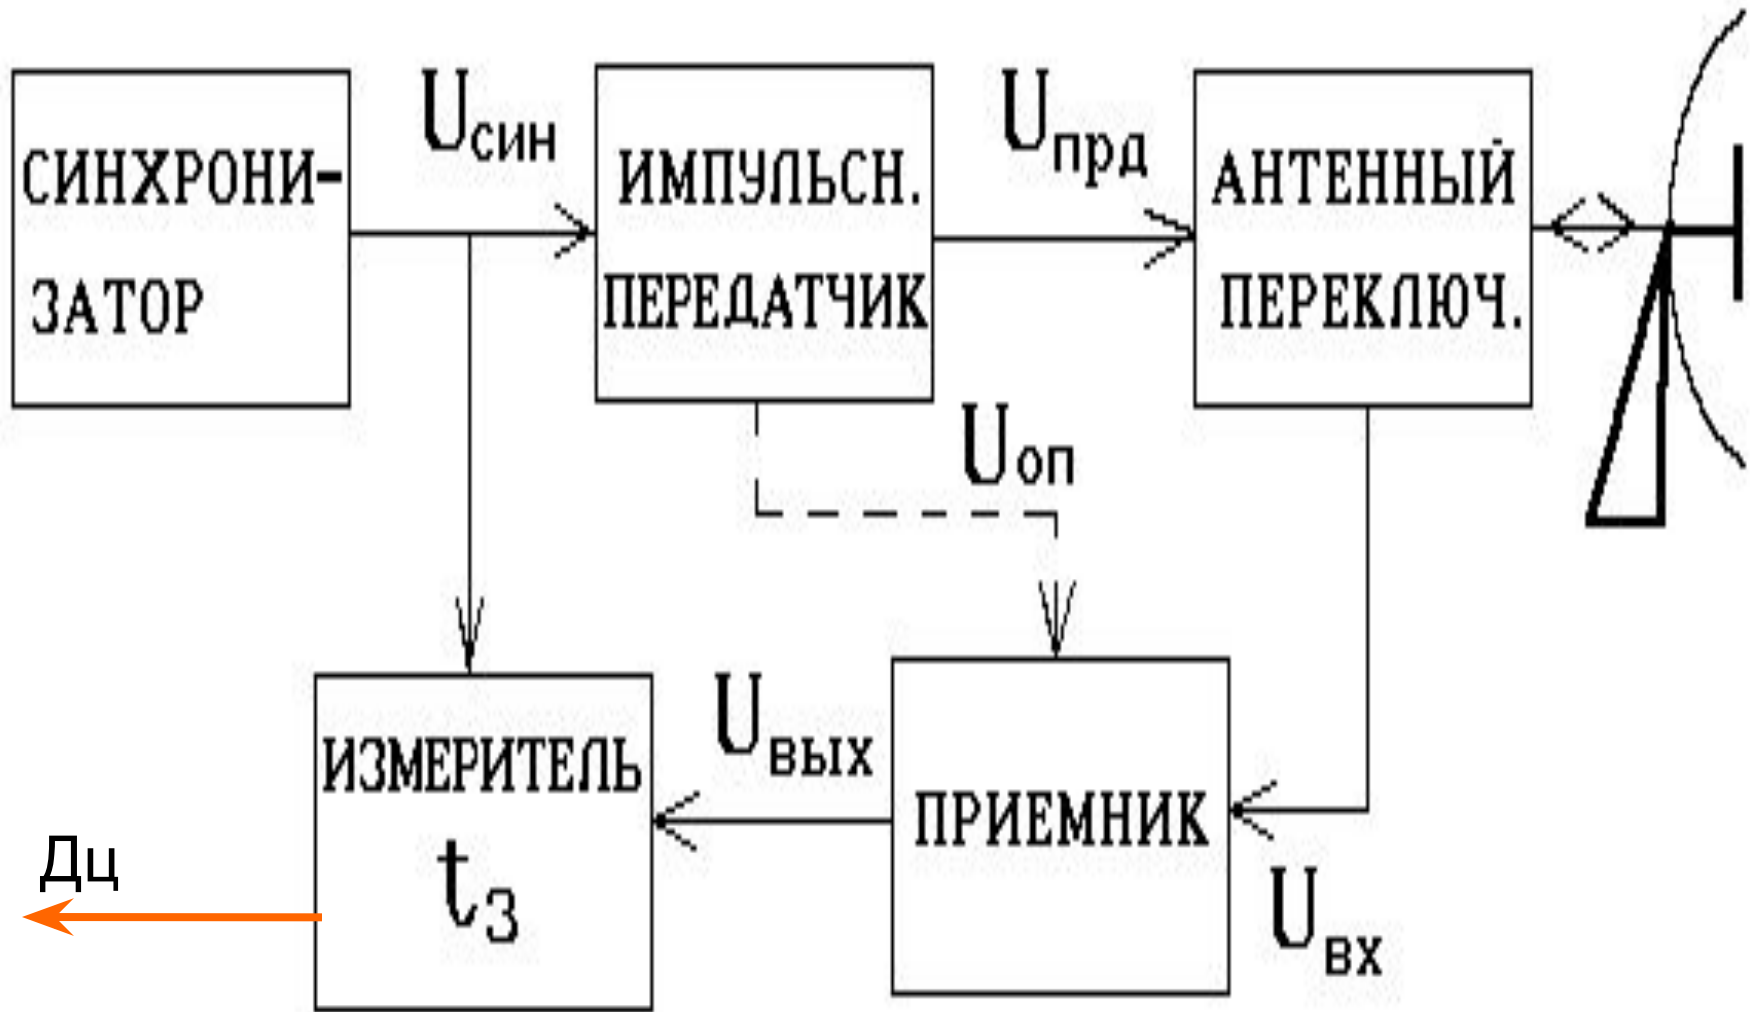 Uсин
Uпрд
СИНХРОНИ-
ЗАТОР
ИМПУЛЬСН.
ПЕРЕДАТЧИК
АНТЕННЫЙ
ПЕРЕКЛЮЧ.
Uоп
Uвых
ИЗМЕРИТЕЛЬ
tз
ПРИЕМНИК
Дц
Uвх